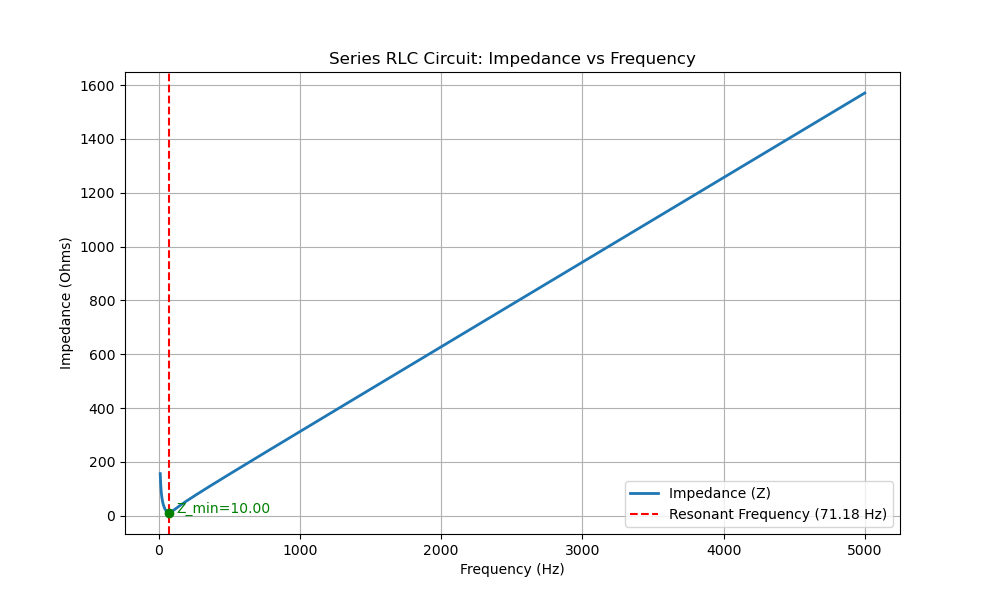 Series RLC Circuit: Impedance vs Frequency
Impedance (Ohms)
1600
1400
1200
1000
800
600
400
200
0
Z_min=10.00
Impedance (Z)
Resonant Frequency (71.18 Hz)
0 1000 2000 3000 4000 5000
Frequency (Hz)